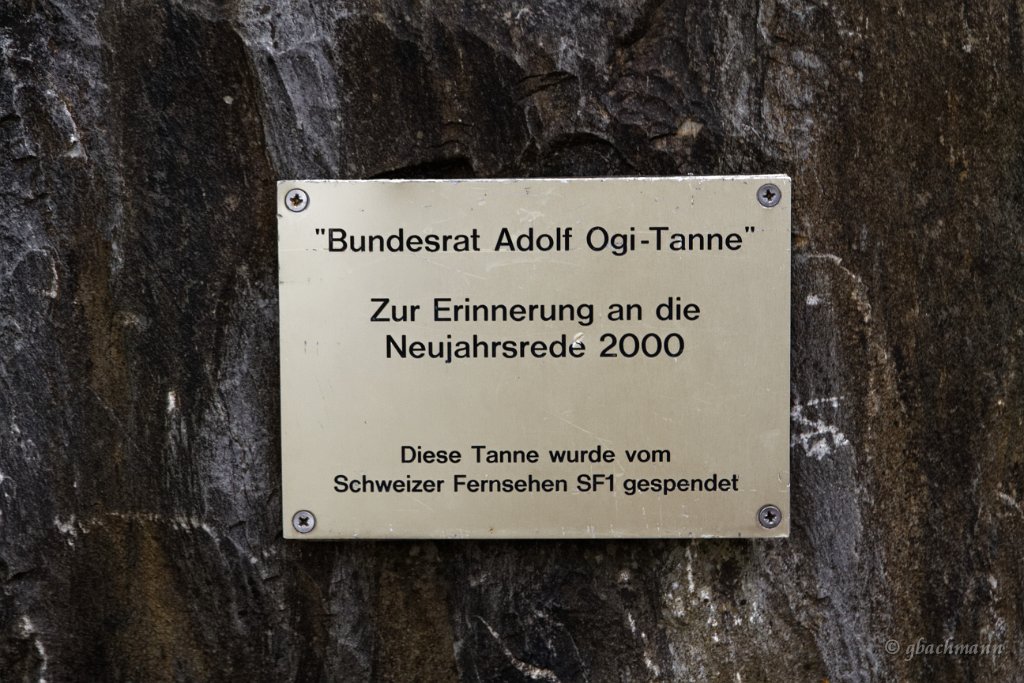 "Bundesrat Adolf Ogi-Tanne"
Zur Erinnerung an die
Neujahrsrede 2000
Diese Tanne wurde vom
Schweizer Fernsehen SF1 gespendet
© gbachmann